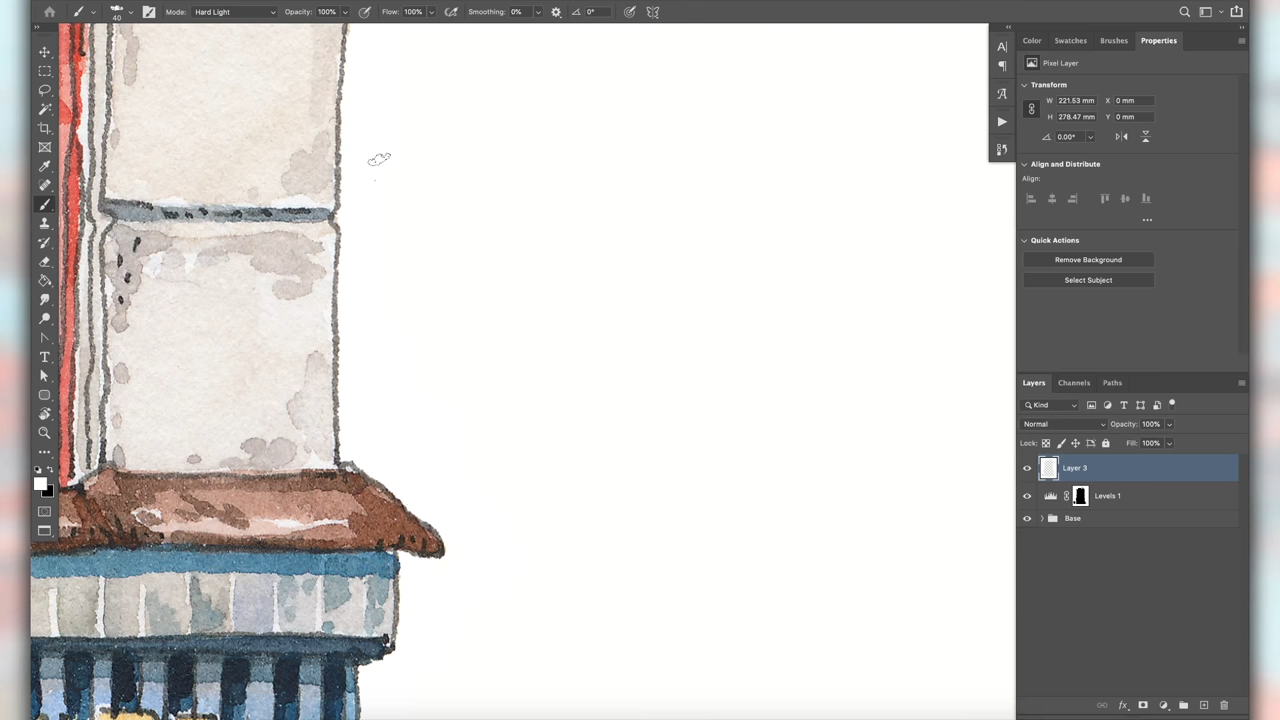 40 Mode: Hard Light Opacity: 100% Flow: 100% Smoothing: 0% 0°
Color Swatches Brushes Properties
Pixel Layer
Transform
W 221.53 mm X 0 mm
H 278.47 mm Y 0 mm
0.00°
Align and Distribute
Align:
Quick Actions
Remove Background
Select Subject
Layers Channels Paths
Kind
Normal Opacity: 100%
Lock: Fill: 100%
Layer 3
Levels 1
Base